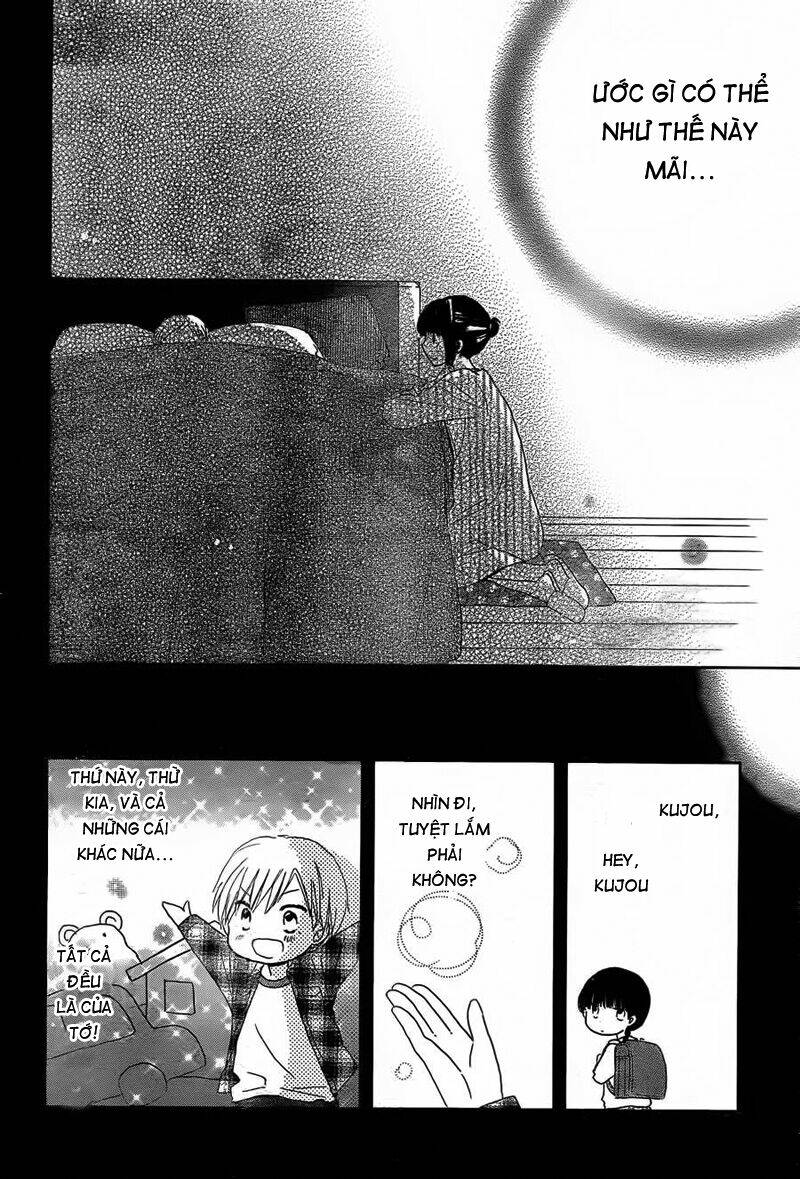 ƯỚC GÌ CÓ THỂ
NHƯ THẾ NÀY
MÃI...
KUJOU,
HEY,
KUJOU
NHÌN ĐI,
TUYỆT LẮM
PHẢI
KHÔNG?
THỨ NÀY, THỪ
KIA, VÀ CẢ
NHỮNG CÁI
KHÁC NỮA...
TẤT CẢ
ĐỀU
LÀ CỦA
TỚ!